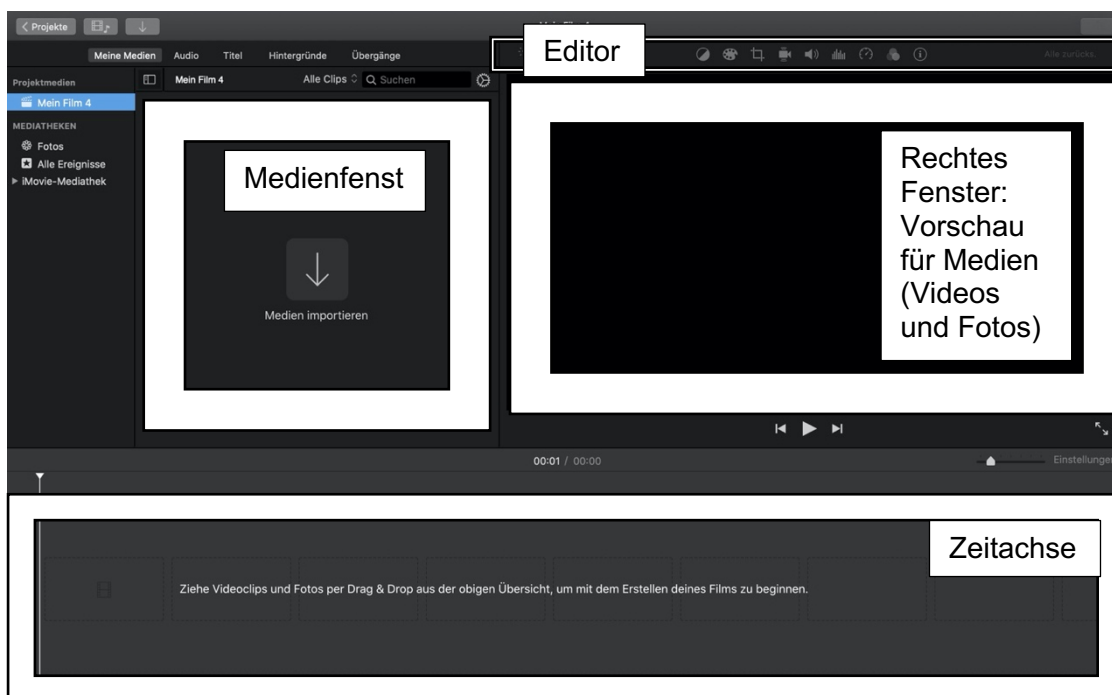 Projekte
Editor
Meine Medien Audio Titel Hintergründe Übergänge
Alle zurücks.
Projektmedien
Mein Film 4
Alle Clips
Suchen
Mein Film 4
MEDIATHEKEN
Fotos
Alle Ereignisse
iMovie-Mediathek
Medienfenst
Medien importieren
Rechtes
Fenster:
Vorschau
für Medien
(Videos
und Fotos)
00:01 / 00:00
Zeitachse
Ziehe Videoclips und Fotos per Drag & Drop aus der obigen Übersicht, um mit dem Erstellen deines Films zu beginnen.